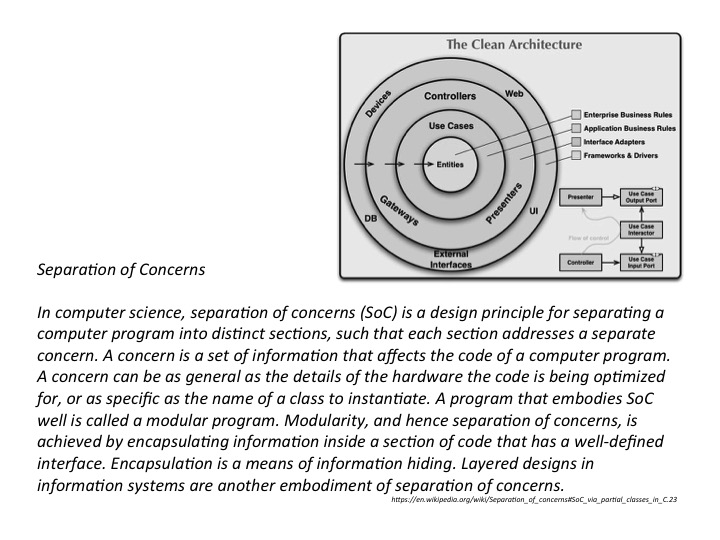 The Clean Architecture
Devices
Controllers
Web
Use Cases
Entities
Gateways
Presenters
DB
UI
External
Interfaces
Enterprise Business Rules
Application Business Rules
Interface Adapters
Frameworks & Drivers
Presenter
Use Case
Output Port
Flow of control
Use Case
Interactor
Controller
Use Case
Input Port
Separation of Concerns
In computer science, separation of concerns (SoC) is a design principle for separating a
computer program into distinct sections, such that each section addresses a separate
concern. A concern is a set of information that affects the code of a computer program.
A concern can be as general as the details of the hardware the code is being optimized
for, or as specific as the name of a class to instantiate. A program that embodies SoC
well is called a modular program. Modularity, and hence separation of concerns, is
achieved by encapsulating information inside a section of code that has a well-defined
interface. Encapsulation is a means of information hiding. Layered designs in
information systems are another embodiment of separation of concerns.
https://en.wikipedia.org/wiki/Separation_of_concerns#SoC_via_partial_classes_in_C.23